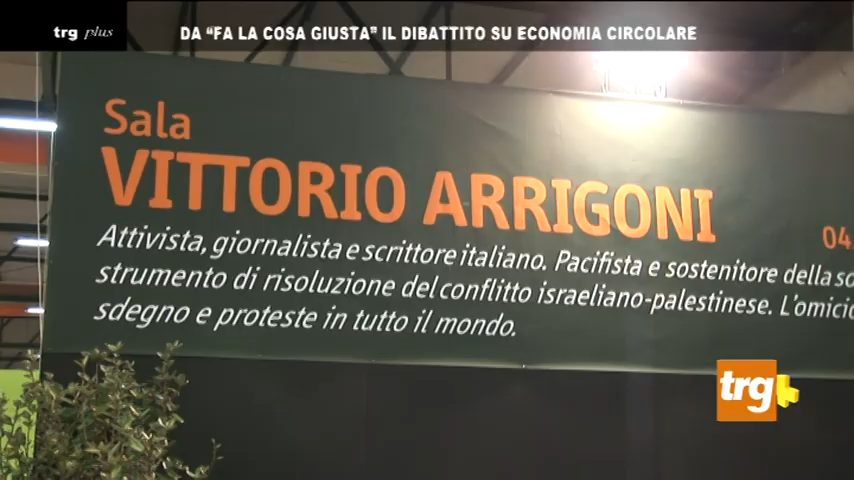 trg plus
DA “FA LA COSA GIUSTA” IL DIBATTITO SU ECONOMIA CIRCOLARE
Sala
VITTORIO ARRIGONI
04
Attivista, giornalista e scrittore italiano. Pacifista e sostenitore della
strumento di risoluzione del conflitto israeliano-palestinese.
sdegno e proteste in tutto il mondo.
trg+